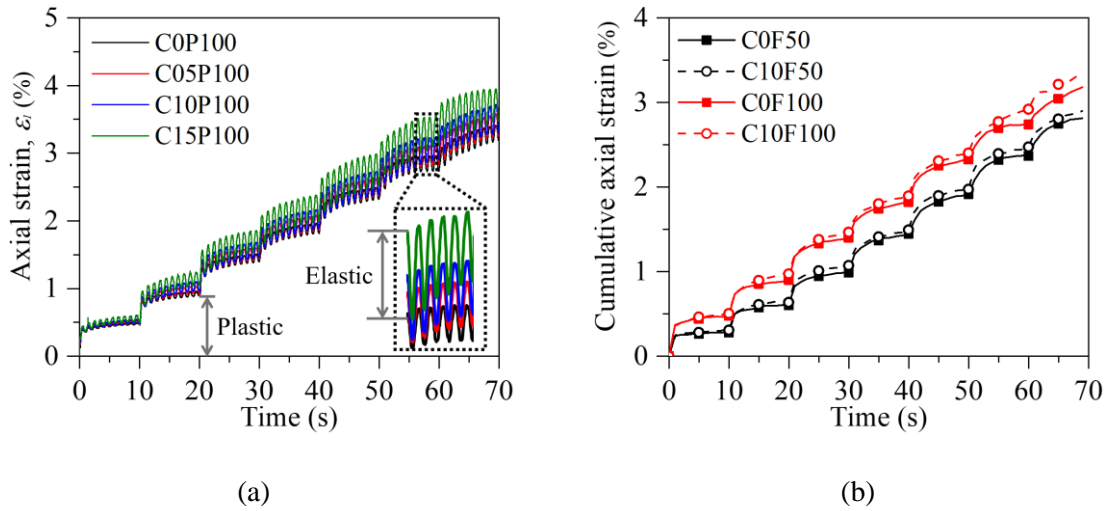 5
4
3
2
1
0
Axial strain, εᵢ (%)
C0P100
C05P100
C10P100
C15P100
Elastic
Plastic
0 10 20 30 40 50 60 70
Time (s)
(a)
4
3
2
1
0
Cumulative axial strain (%)
C0F50
C10F50
C0F100
C10F100
0 10 20 30 40 50 60 70
Time (s)
(b)